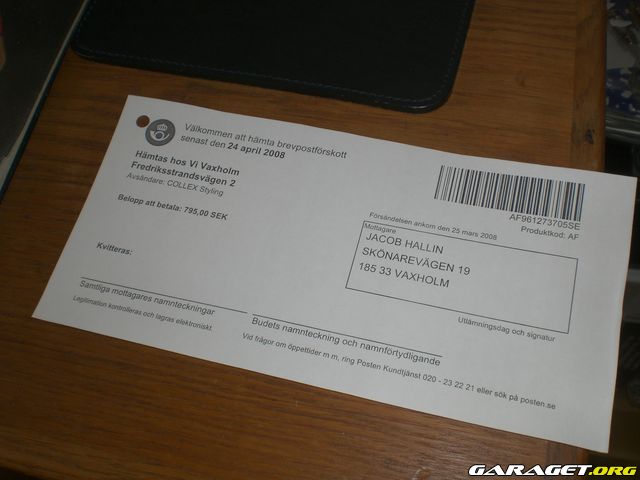 Välkommen att hämta brevpostförskott
senast den 24 april 2008
Hämtas hos Vi Vaxholm
Fredriksstrandsvägen 2
Avsändare: COLLEX Styling
Belopp att betala: 795,00 SEK
Kvitteras:
AF961273705SE
Produktkod: AF
Försändelsen ankom den 25 mars 2008
Mottagare
JACOB HALLIN
SKÖNAREVÄGEN 19
185 33 VAXHOLM
Utlämningsdag och signatur
Samtliga mottagares namnteckningar
Legitimation kontrolleras och lagras elektroniskt.
Budets namnteckning och namnförtydligande
Vid frågor om öppettider m m, ring Posten Kundtjänst 020 - 23 22 21 eller sök på posten.se
GARAGET.ORG